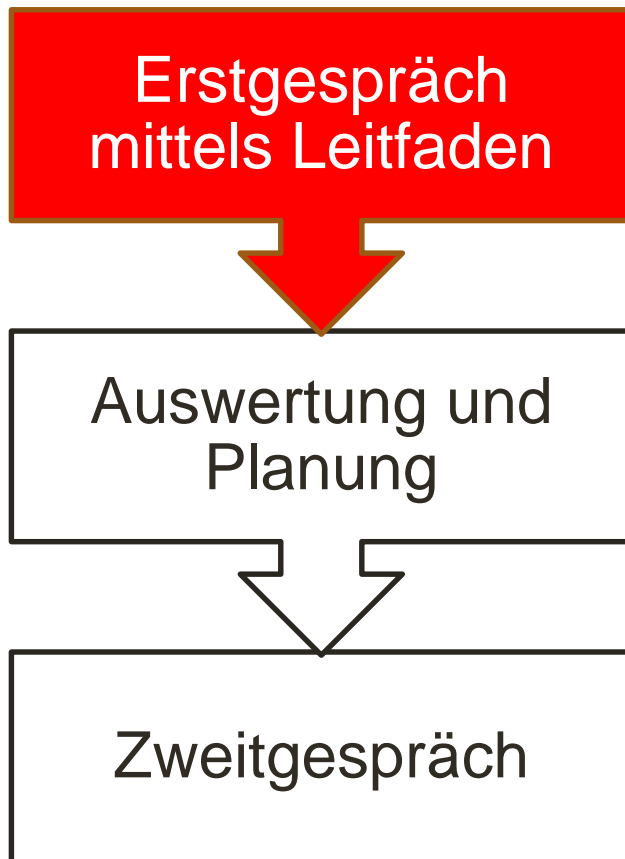 Erstgespräch
mittels Leitfaden
Auswertung und
Planung
Zweitgespräch